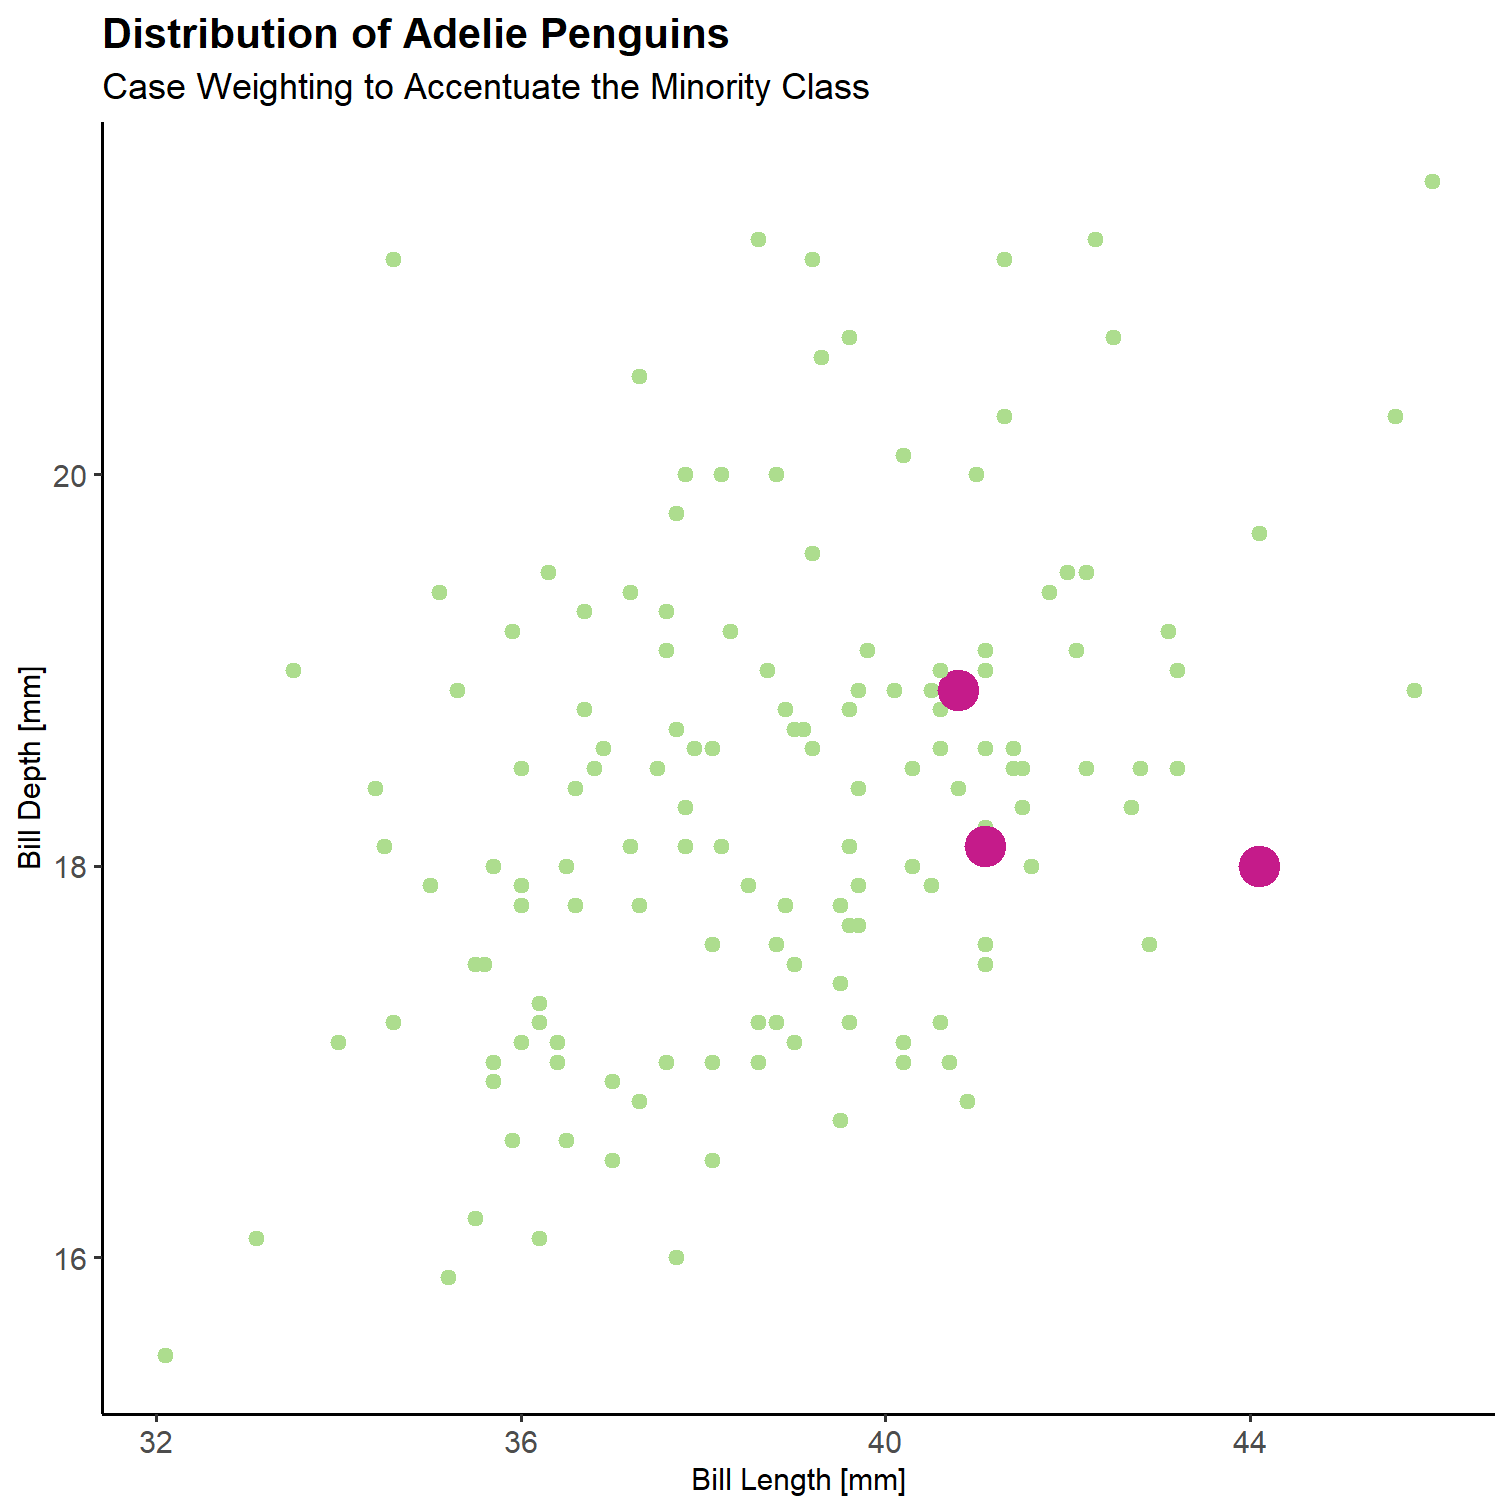 Distribution of Adelie Penguins
Case Weighting to Accentuate the Minority Class
Bill Depth [mm]
20
18
16
32 36 40 44
Bill Length [mm]